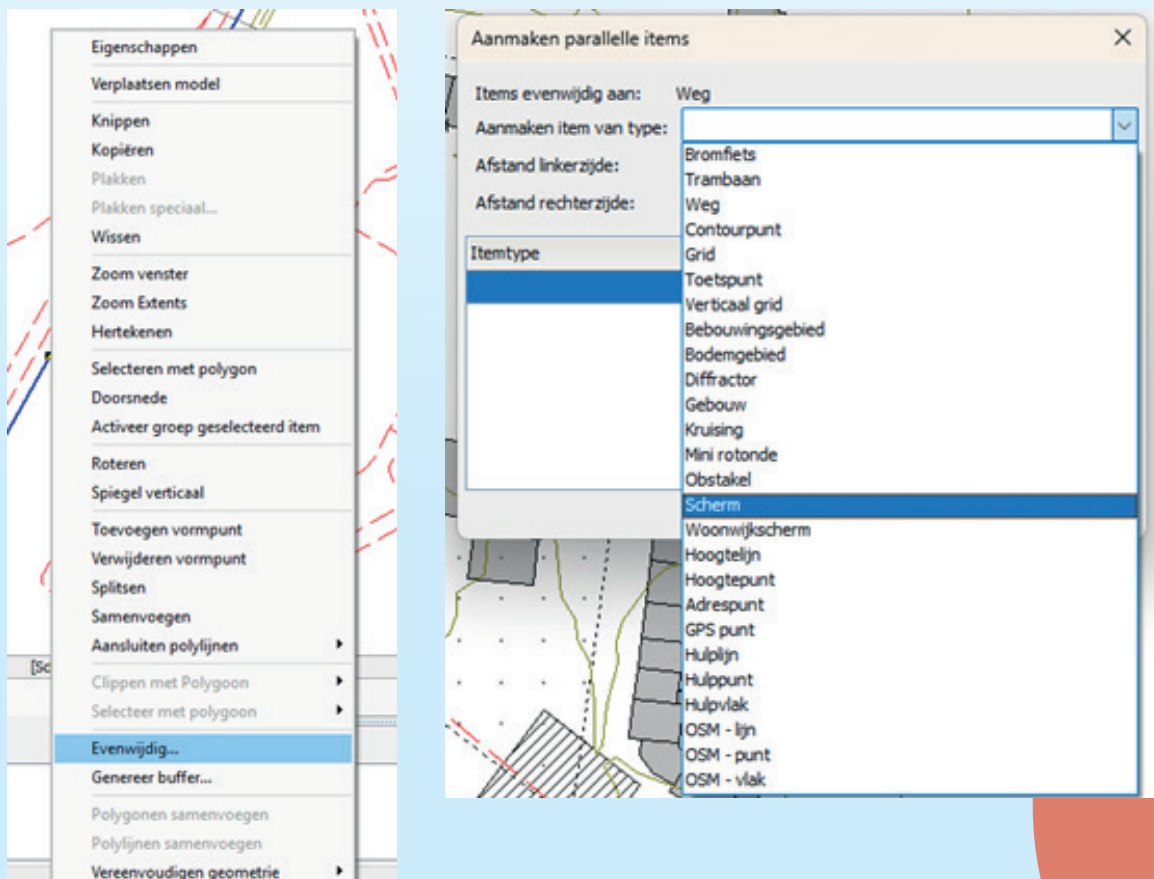 Eigenschappen
Verplaatsen model
Knippen
Kopiëren
Plakken
Plakken speciaal...
Wissen
Zoom venster
Zoom Extents
Hertekenen
Selecteren met polygon
Doorsnede
Activeer groep geselecteerd item
Roteren
Spiegel verticaal
Toevoegen vormpunt
Verwijderen vormpunt
Splitsen
Samenvoegen
Aansluiten polylijnen
[Sc
Clippen met Polygoon
Selecteer met polygoon
Evenwijdig...
Genereer buffer...
Polygonen samenvoegen
Polylijnen samenvoegen
Vereenvoudigen geometrie
Aanmaken parallelle items
Items evenwijdig aan: Weg
Aanmaken item van type:
Afstand linkerzijde:
Afstand rechterzijde:
Itemtype
Bromfiets
Trambaan
Weg
Contourpunt
Grid
Toetspunt
Verticaal grid
Bebouwingsgebied
Bodemgebied
Diffractor
Gebouw
Kruising
Mini rotonde
Obstakel
Scherm
Woonwijkscherm
Hoogtelijn
Hoogtepunt
Adrespunt
GPS punt
Hulplijn
Hulppunt
Hulpvlak
OSM - lijn
OSM - punt
OSM - vlak